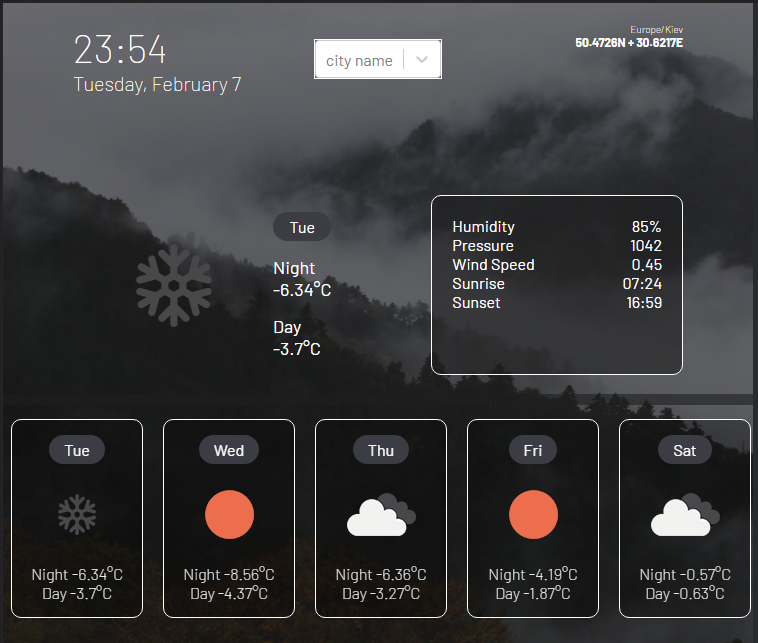 23:54
Tuesday, February 7
city name
Europe/Kiev
50.4726N + 30.6217E
Tue
Night
-6.34°C
Day
-3.7°C
Humidity 85%
Pressure 1042
Wind Speed 0.45
Sunrise 07:24
Sunset 16:59
Tue
Night -6.34°C
Day -3.7°C
Wed
Night -8.56°C
Day -4.37°C
Thu
Night -6.36°C
Day -3.27°C
Fri
Night -4.19°C
Day -1.87°C
Sat
Night -0.57°C
Day -0.63°C